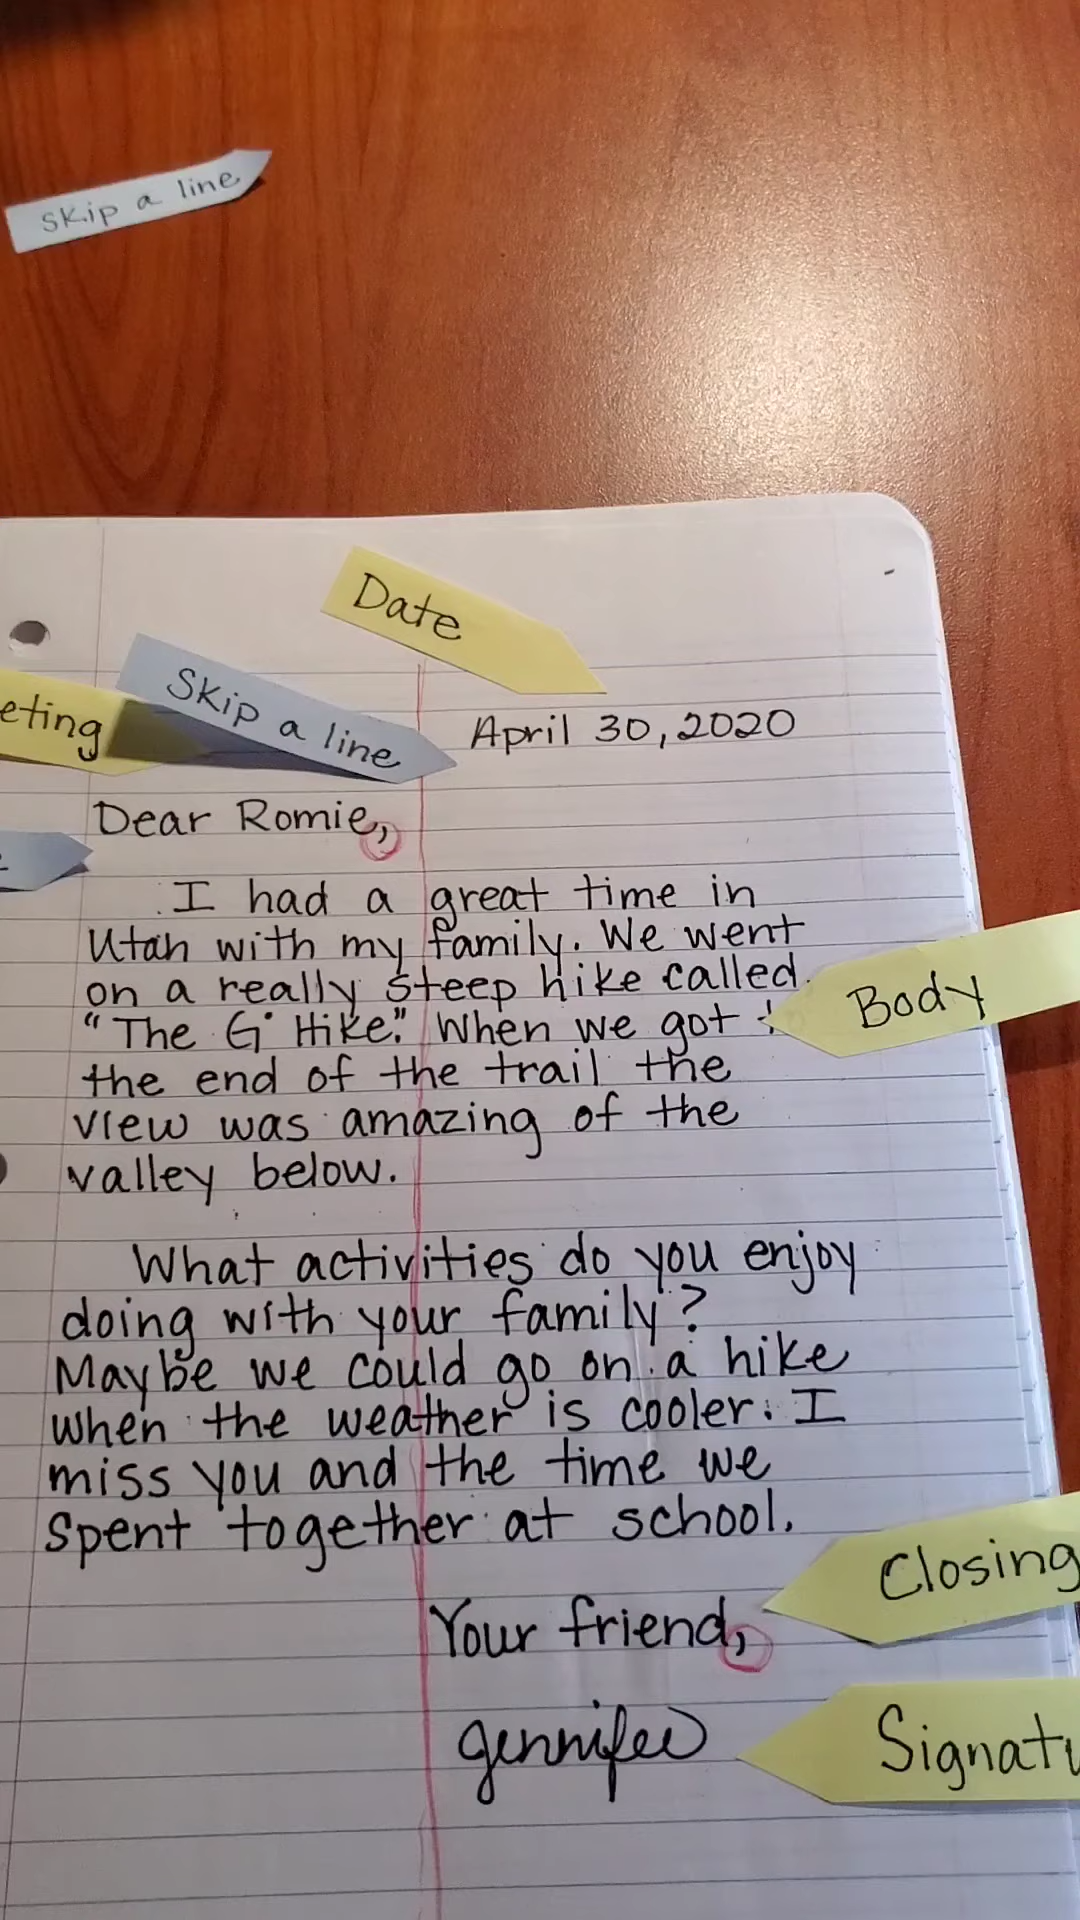 skip a line
Date
Skip a line
eting
April 30, 2020
Dear Romie,
I had a great time in
Utah with my family. We went
on a really steep hike called
"The G Hike". When we got
the end of the trail the
view was amazing of the
valley below.
Body
What activities do you enjoy
doing with your family?
Maybe we could go on a hike
when the weather is cooler. I
miss you and the time we
spent together at school.
Closing
Your friend,
Jennifer
Signatu